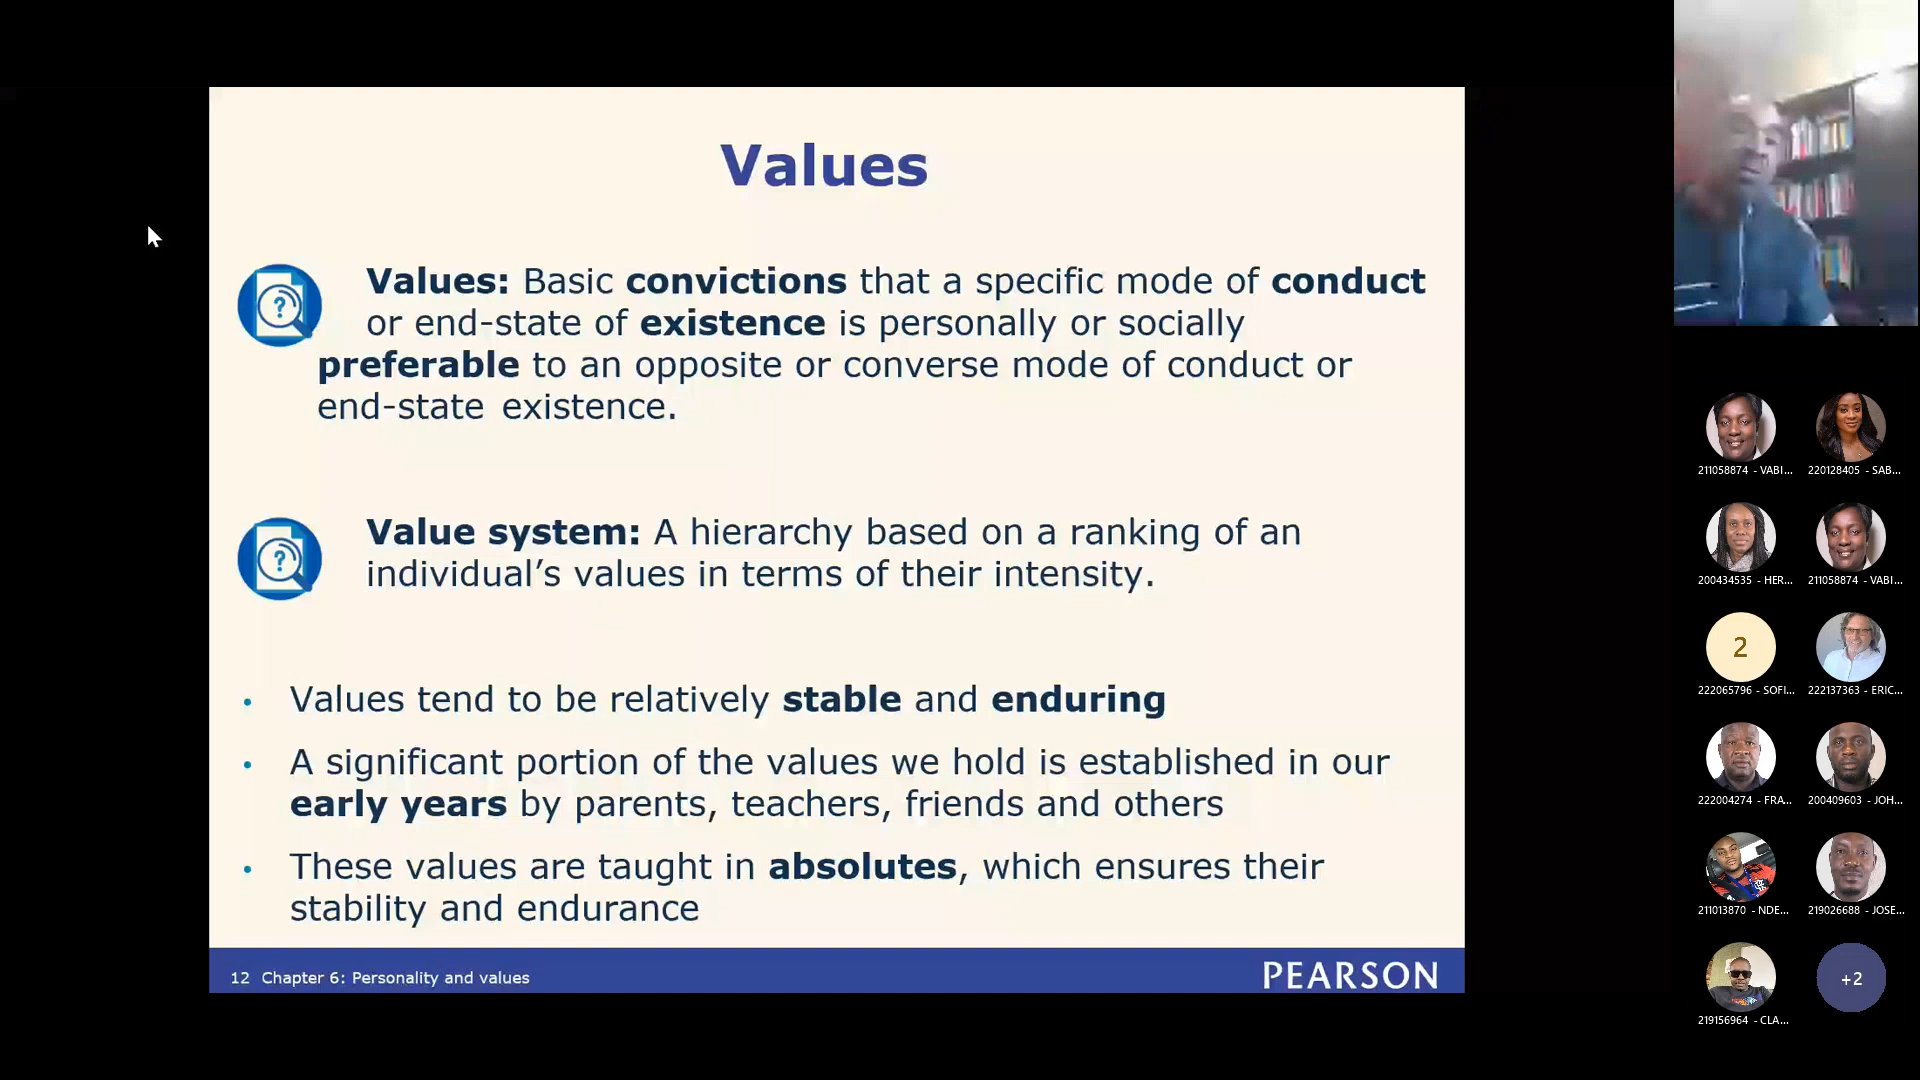 Values
Values: Basic convictions that a specific mode of conduct
or end-state of existence is personally or socially
preferable to an opposite or converse mode of conduct or
end-state existence.
Value system: A hierarchy based on a ranking of an
individual’s values in terms of their intensity.
• Values tend to be relatively stable and enduring
• A significant portion of the values we hold is established in our
early years by parents, teachers, friends and others
• These values are taught in absolutes, which ensures their
stability and endurance
12 Chapter 6: Personality and values
PEARSON
211058874 - VABI...
220128405 - SAB...
200434535 - HER...
211058874 - VABI...
2
222065796 - SOFI...
222137363 - ERIC...
222004274 - FRA...
200409603 - JOH...
211013870 - NDE...
219026688 - JOSE...
219156964 - CLA...
+2